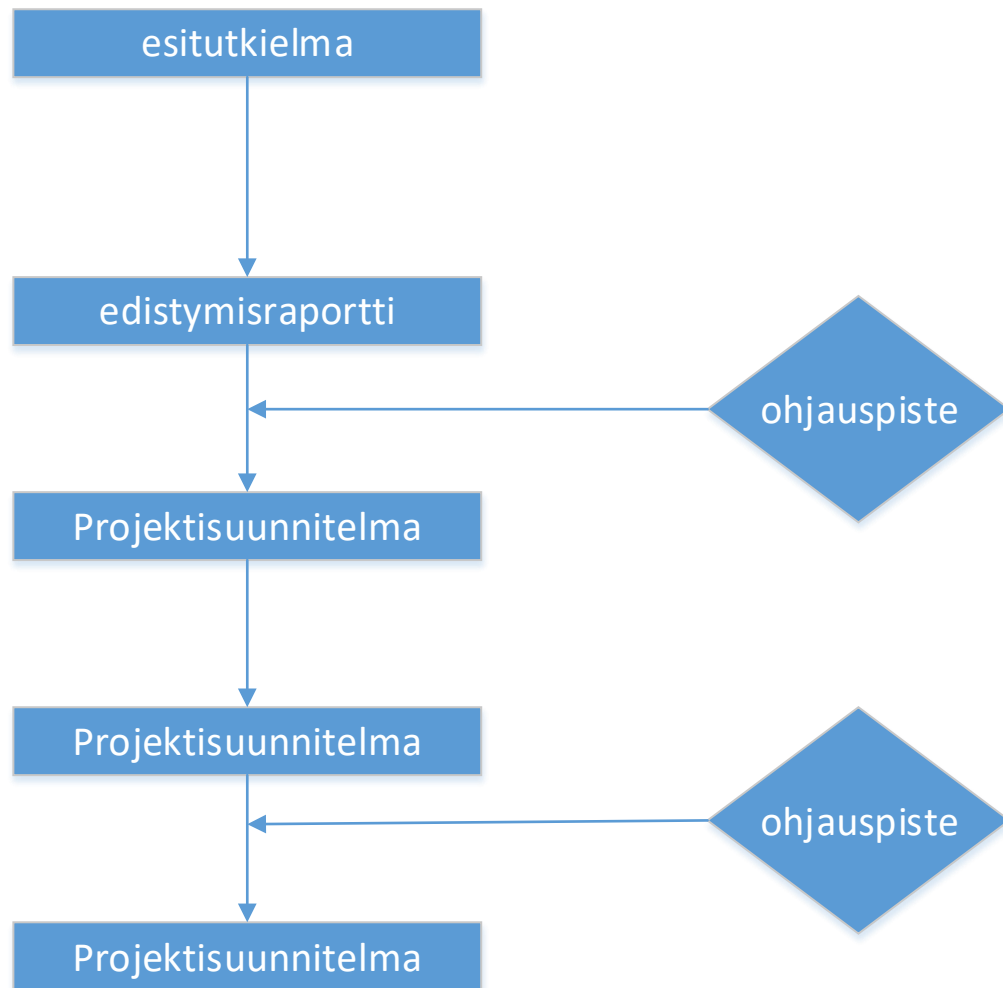 esitutkielma
edistymisraportti
ohjauspiste
Projektisuunnitelma
Projektisuunnitelma
ohjauspiste
Projektisuunnitelma